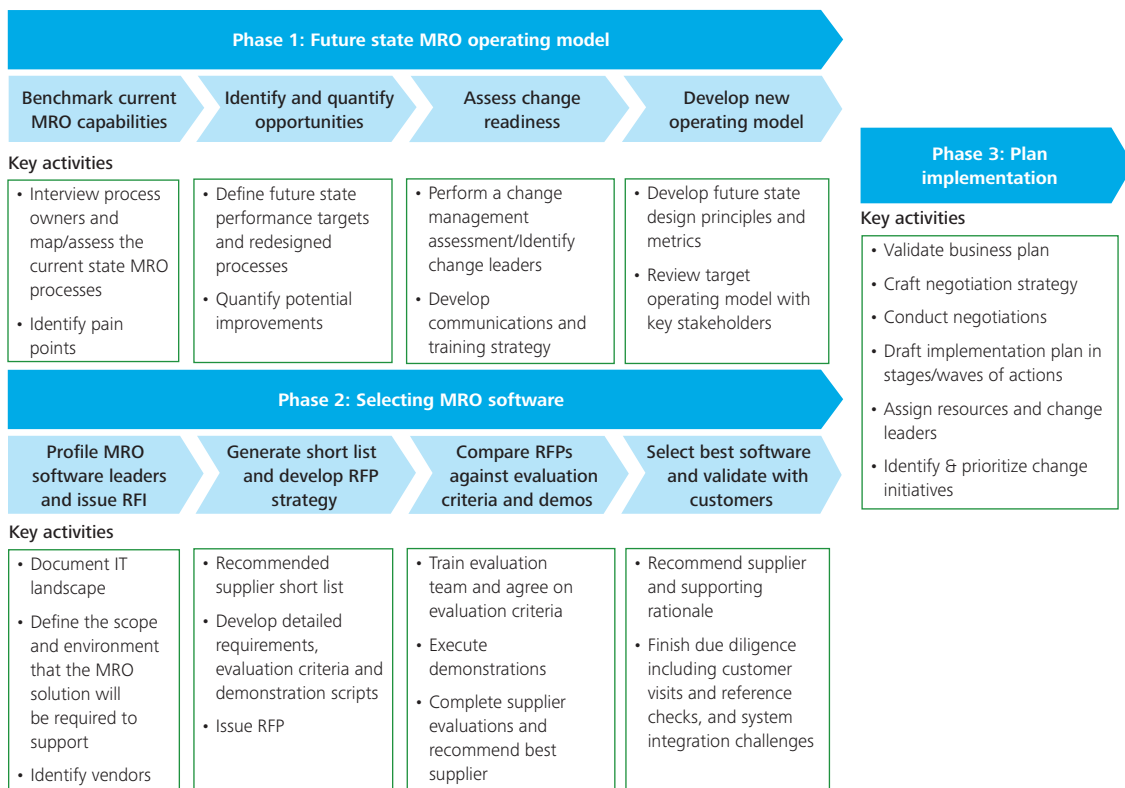 Phase 1: Future state MRO operating model
Benchmark current
MRO capabilities
Identify and quantify
opportunities
Assess change
readiness
Develop new
operating model
Key activities
• Interview process
owners and
map/assess the
current state MRO
processes
• Identify pain
points
• Define future state
performance targets
and redesigned
processes
• Quantify potential
improvements
• Perform a change
management
assessment/Identify
change leaders
• Develop
communications and
training strategy
• Develop future state
design principles and
metrics
• Review target
operating model with
key stakeholders
Phase 2: Selecting MRO software
Profile MRO
software leaders
and issue RFI
Generate short list
and develop RFP
strategy
Compare RFPs
against evaluation
criteria and demos
Select best software
and validate with
customers
Key activities
• Document IT
landscape
• Define the scope
and environment
that the MRO
solution will
be required to
support
• Identify vendors
• Recommended
supplier short list
• Develop detailed
requirements,
evaluation criteria and
demonstration scripts
• Issue RFP
• Train evaluation
team and agree on
evaluation criteria
• Execute
demonstrations
• Complete supplier
evaluations and
recommend best
supplier
• Recommend supplier
and supporting
rationale
• Finish due diligence
including customer
visits and reference
checks, and system
integration challenges
Phase 3: Plan
implementation
Key activities
• Validate business plan
• Craft negotiation strategy
• Conduct negotiations
• Draft implementation plan in
stages/waves of actions
• Assign resources and change
leaders
• Identify & prioritize change
initiatives